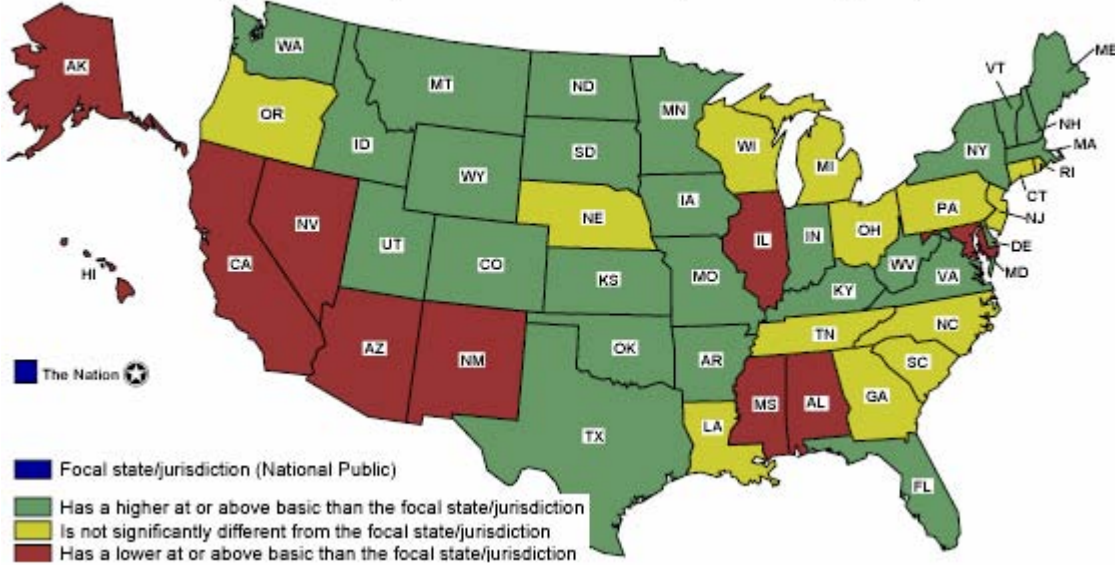 WA
ME
AK
MT
ND
VT
MN
OR
NH
ID
WI
NY
MA
SD
MI
WY
RI
CT
IA
PA
NE
NJ
NV
OH
IL
IN
UT
DE
CA
CO
WV
HI
KS
MO
VA
MD
KY
NC
TN
OK
AZ
NM
AR
SC
The Nation
MS
AL
GA
LA
TX
Focal state/jurisdiction (National Public)
FL
Has a higher at or above basic than the focal state/jurisdiction
Is not significantly different from the focal state/jurisdiction
Has a lower at or above basic than the focal state/jurisdiction